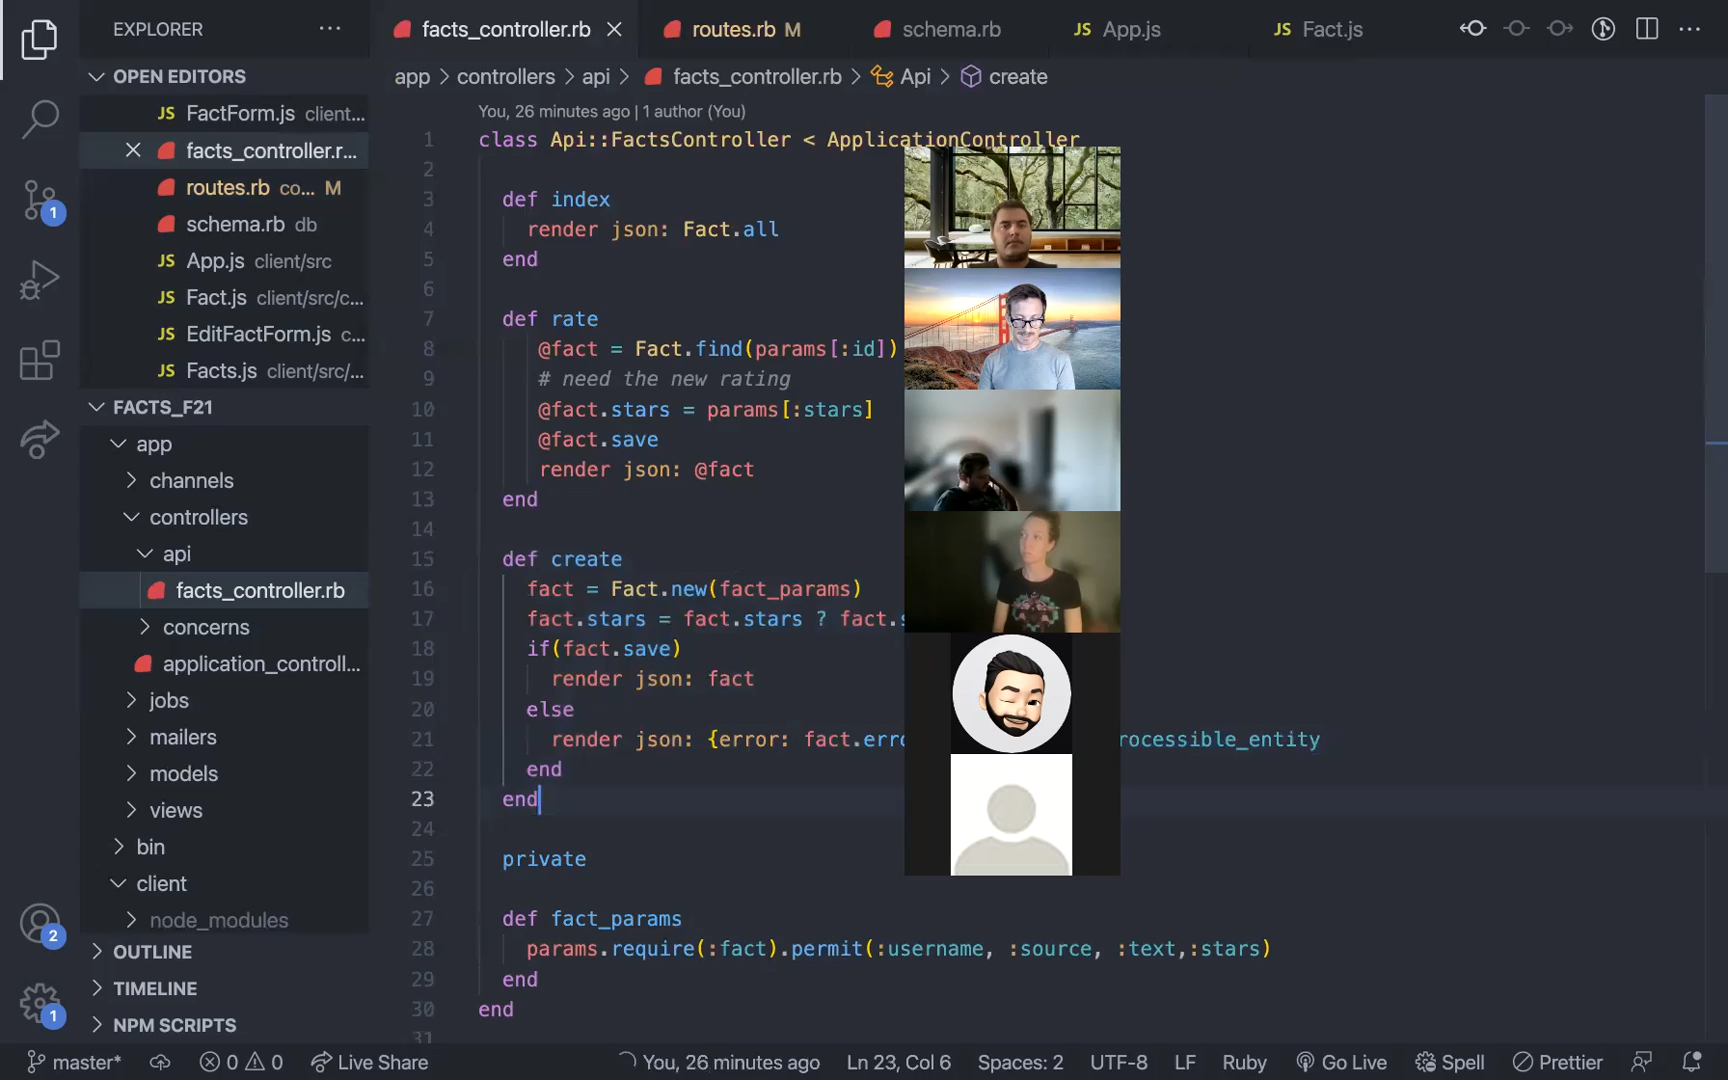 EXPLORER
facts_controller.rb
routes.rb M
schema.rb
JS App.js
JS Fact.js
OPEN EDITORS
app > controllers > api > facts_controller.rb > Api > create
JS FactForm.js client...
facts_controller.r...
routes.rb co... M
schema.rb db
JS App.js client/src
JS Fact.js client/src/c...
JS EditFactForm.js c...
JS Facts.js client/src/...
FACTS_F21
app
channels
controllers
api
facts_controller.rb
concerns
application_controll...
jobs
mailers
models
views
bin
client
node_modules
OUTLINE
TIMELINE
NPM SCRIPTS
1
2
1
You, 26 minutes ago | 1 author (You)
1 class Api::FactsController < ApplicationController
2
3 def index
4 render json: Fact.all
5 end
6
7 def rate
8 @fact = Fact.find(params[:id])
9 # need the new rating
10 @fact.stars = params[:stars]
11 @fact.save
12 render json: @fact
13 end
14
15 def create
16 fact = Fact.new(fact_params)
17 fact.stars = fact.stars ? fact.s
18 if(fact.save)
19 render json: fact
20 else
21 render json: {error: fact.erro rocessible_entity
22 end
23 end
24
25 private
26
27 def fact_params
28 params.require(:fact).permit(:username, :source, :text,:stars)
29 end
30 end
31
master* 0 0 Live Share You, 26 minutes ago Ln 23, Col 6 Spaces: 2 UTF-8 LF Ruby Go Live Spell Prettier